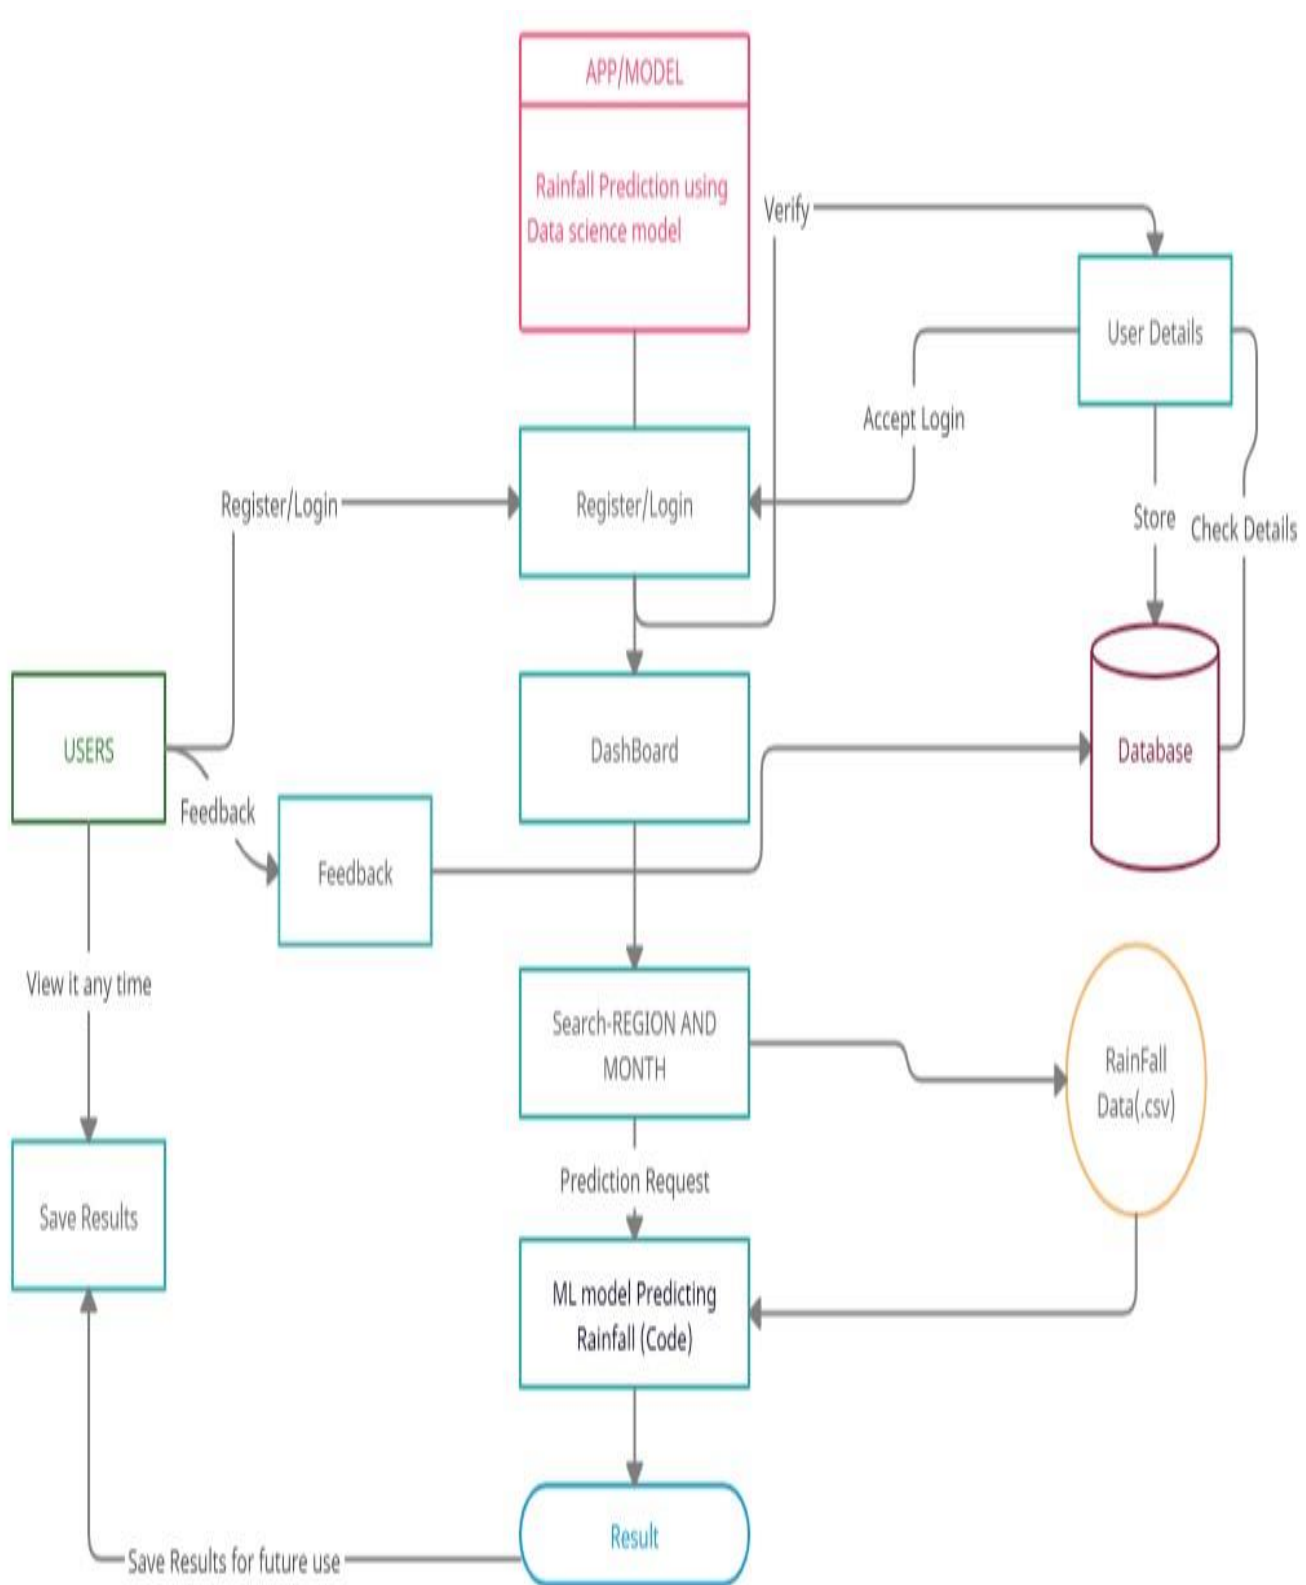 APP/MODEL
Rainfall Prediction using
Data science model
Verify
User Details
Accept Login
Register/Login
Register/Login
Store
Check Details
USERS
DashBoard
Database
Feedback
Feedback
View it any time
Search-REGION AND
MONTH
RainFall
Data(.csv)
Prediction Request
Save Results
ML model Predicting
Rainfall (Code)
Result
Save Results for future use